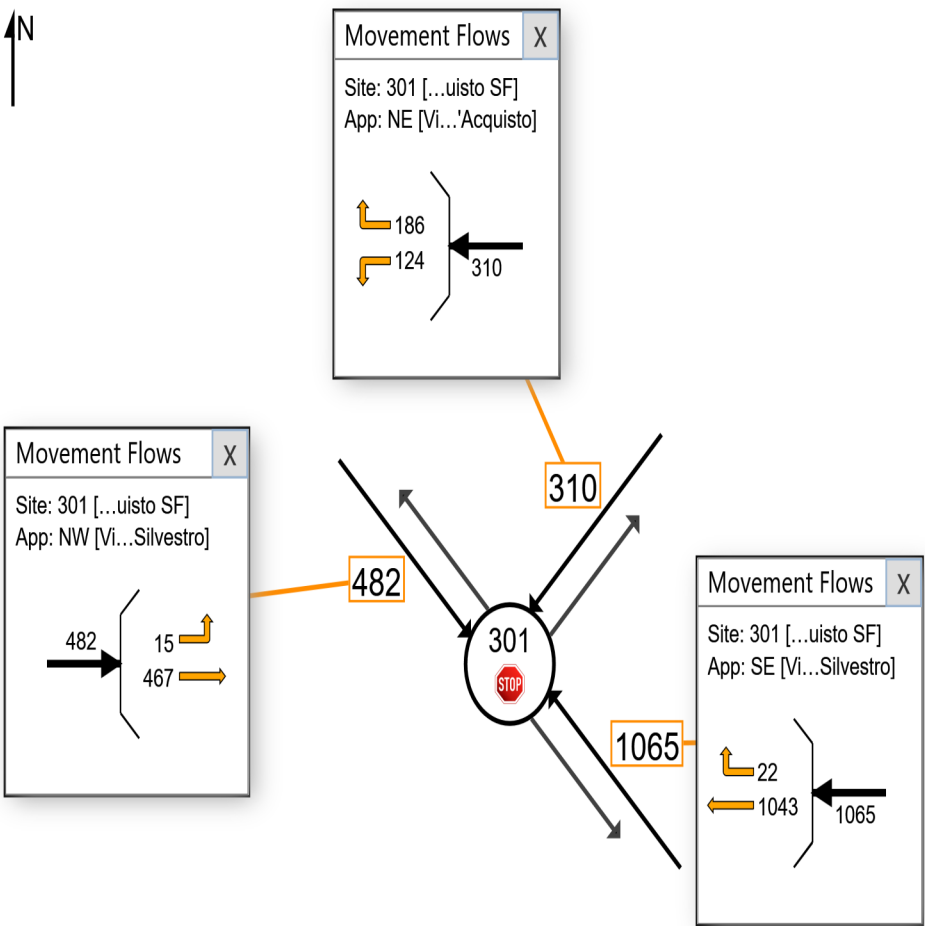 N
Movement Flows X
Site: 301 [...uisto SF]
App: NE [Vi...'Acquisto]
186
124
310
310
Movement Flows X
Site: 301 [...uisto SF]
App: NW [Vi...Silvestro]
482
15
467
482
301
STOP
1065
Movement Flows X
Site: 301 [...uisto SF]
App: SE [Vi...Silvestro]
22
1043
1065